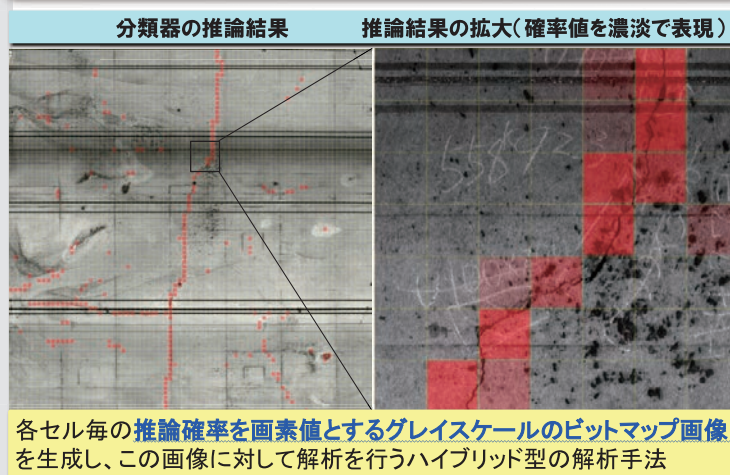 分類器の推論結果
推論結果の拡大(確率値を濃淡で表現)
各セル毎の推論確率を画素値とするグレイスケールのビットマップ画像
を生成し、この画像に対して解析を行うハイブリッド型の解析手法